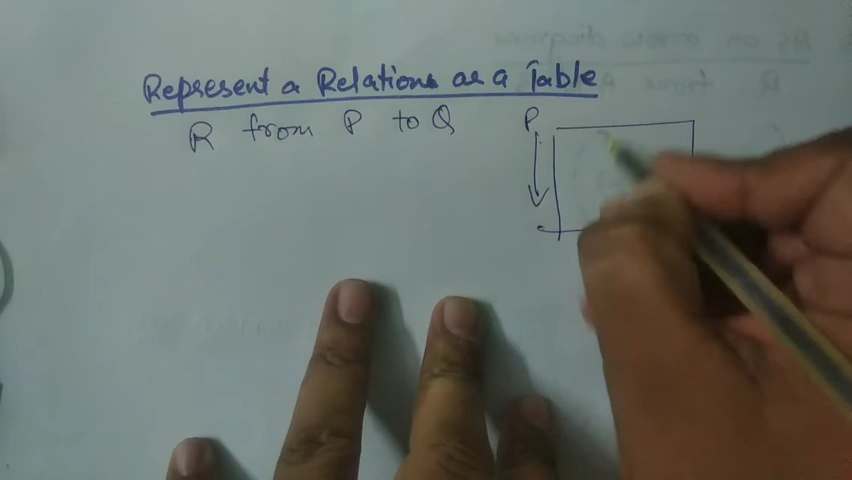 Represent a Relations as a Table
R from P to Q P